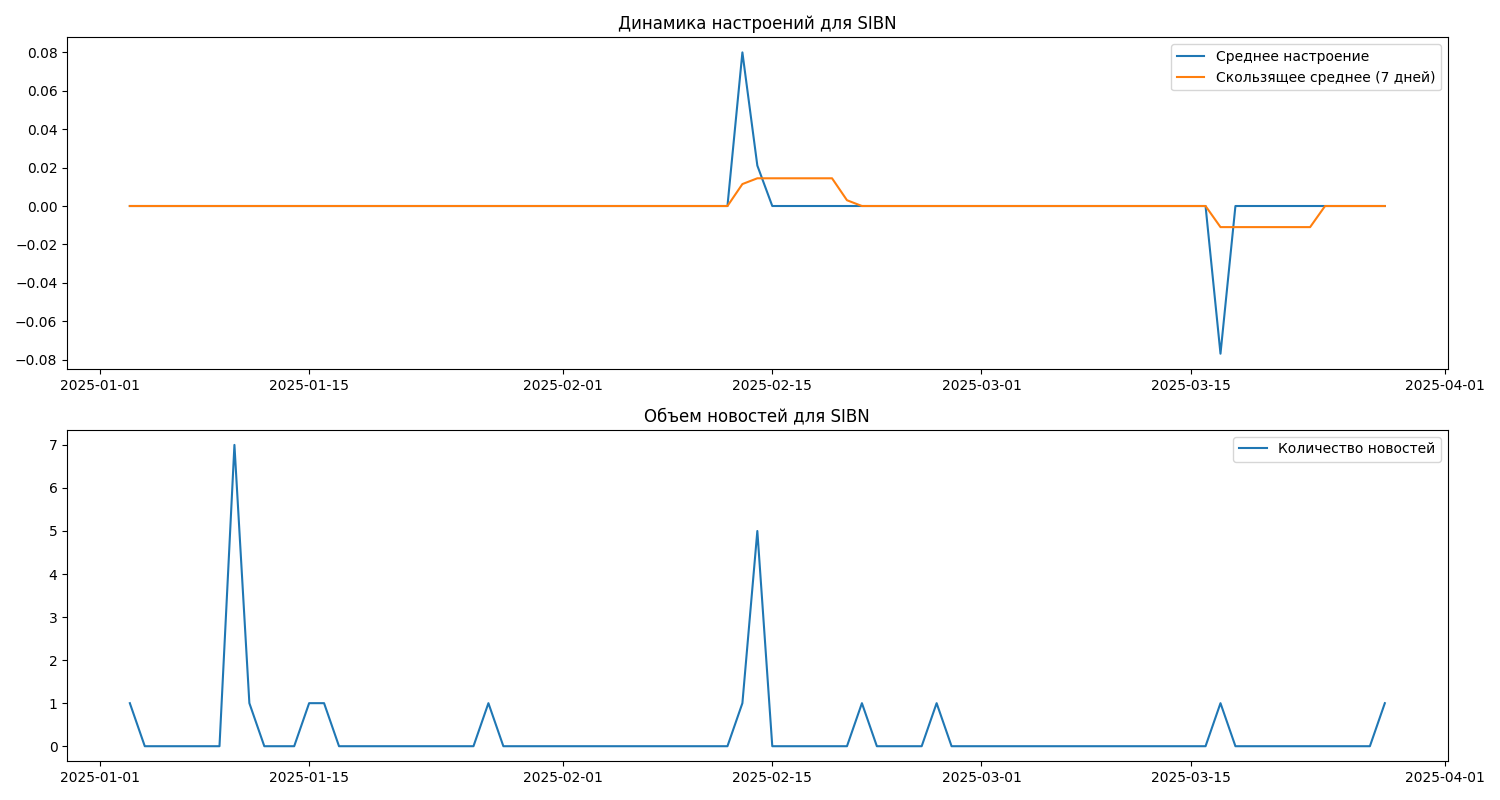 Динамика настроений для SIBN
0.08
0.06
0.04
0.02
0.00
−0.02
−0.04
−0.06
−0.08
Среднее настроение
Скользящее среднее (7 дней)
2025-01-01 2025-01-15 2025-02-01 2025-02-15 2025-03-01 2025-03-15 2025-04-01
Объем новостей для SIBN
7
6
5
4
3
2
1
0
Количество новостей
2025-01-01 2025-01-15 2025-02-01 2025-02-15 2025-03-01 2025-03-15 2025-04-01